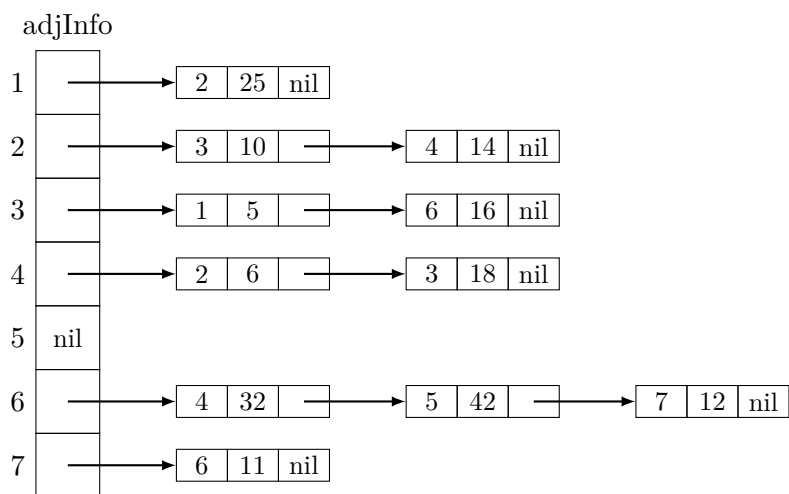 adjInfo
1 2 25 nil
2 3 10 4 14 nil
3 1 5 6 16 nil
4 2 6 3 18 nil
5 nil
6 4 32 5 42 7 12 nil
7 6 11 nil